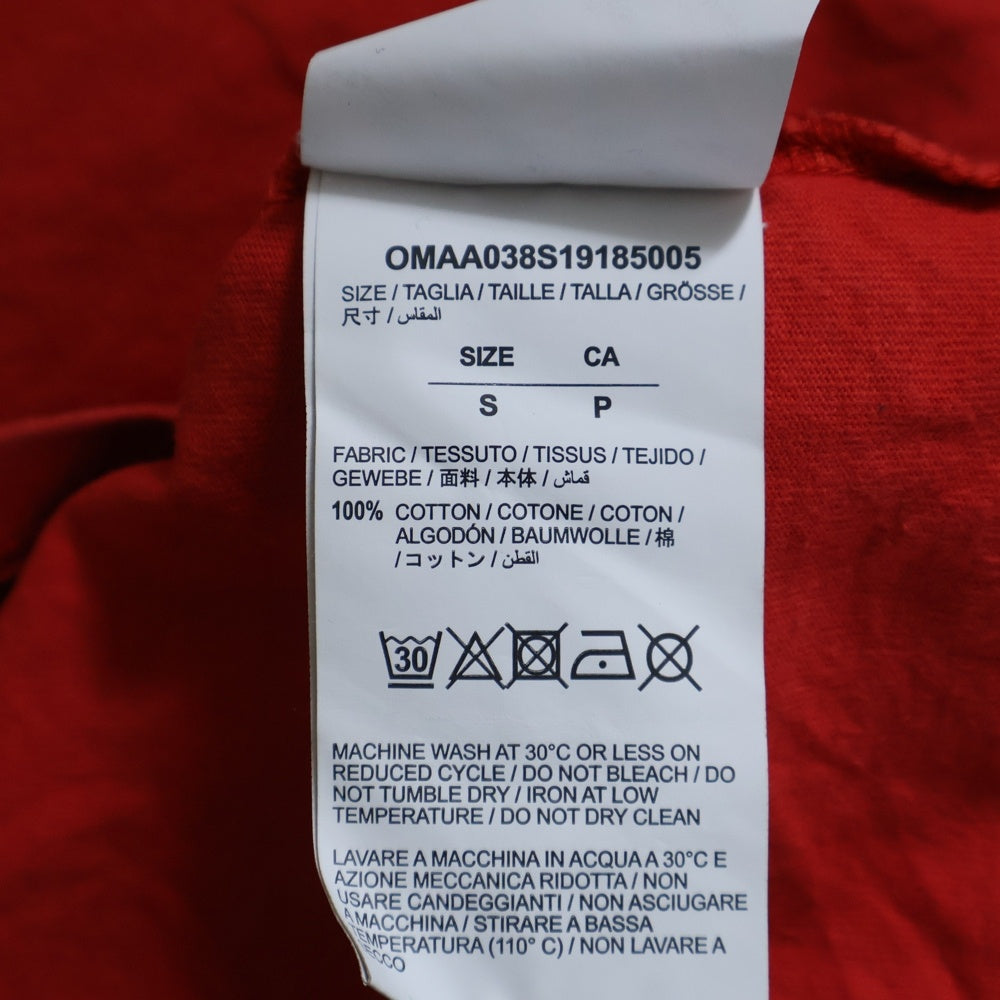 OMAA038S19185005
SIZE / TAGLIA / TAILLE / TALLA / GRÖSSE /
尺寸 / المقاس
SIZE CA
S P
FABRIC / TESSUTO / TISSUS / TEJIDO /
GEWEBE / 面料 / 本体 / قماش
100% COTTON / COTONE / COTON /
ALGODÓN / BAUMWOLLE / 棉
/ コットン / القطن
30
MACHINE WASH AT 30°C OR LESS ON
REDUCED CYCLE / DO NOT BLEACH / DO
NOT TUMBLE DRY / IRON AT LOW
TEMPERATURE / DO NOT DRY CLEAN
LAVARE A MACCHINA IN ACQUA A 30°C E
AZIONE MECCANICA RIDOTTA / NON
USARE CANDEGGIANTI / NON ASCIUGARE
A MACCHINA / STIRARE A BASSA
TEMPERATURA (110° C) / NON LAVARE A